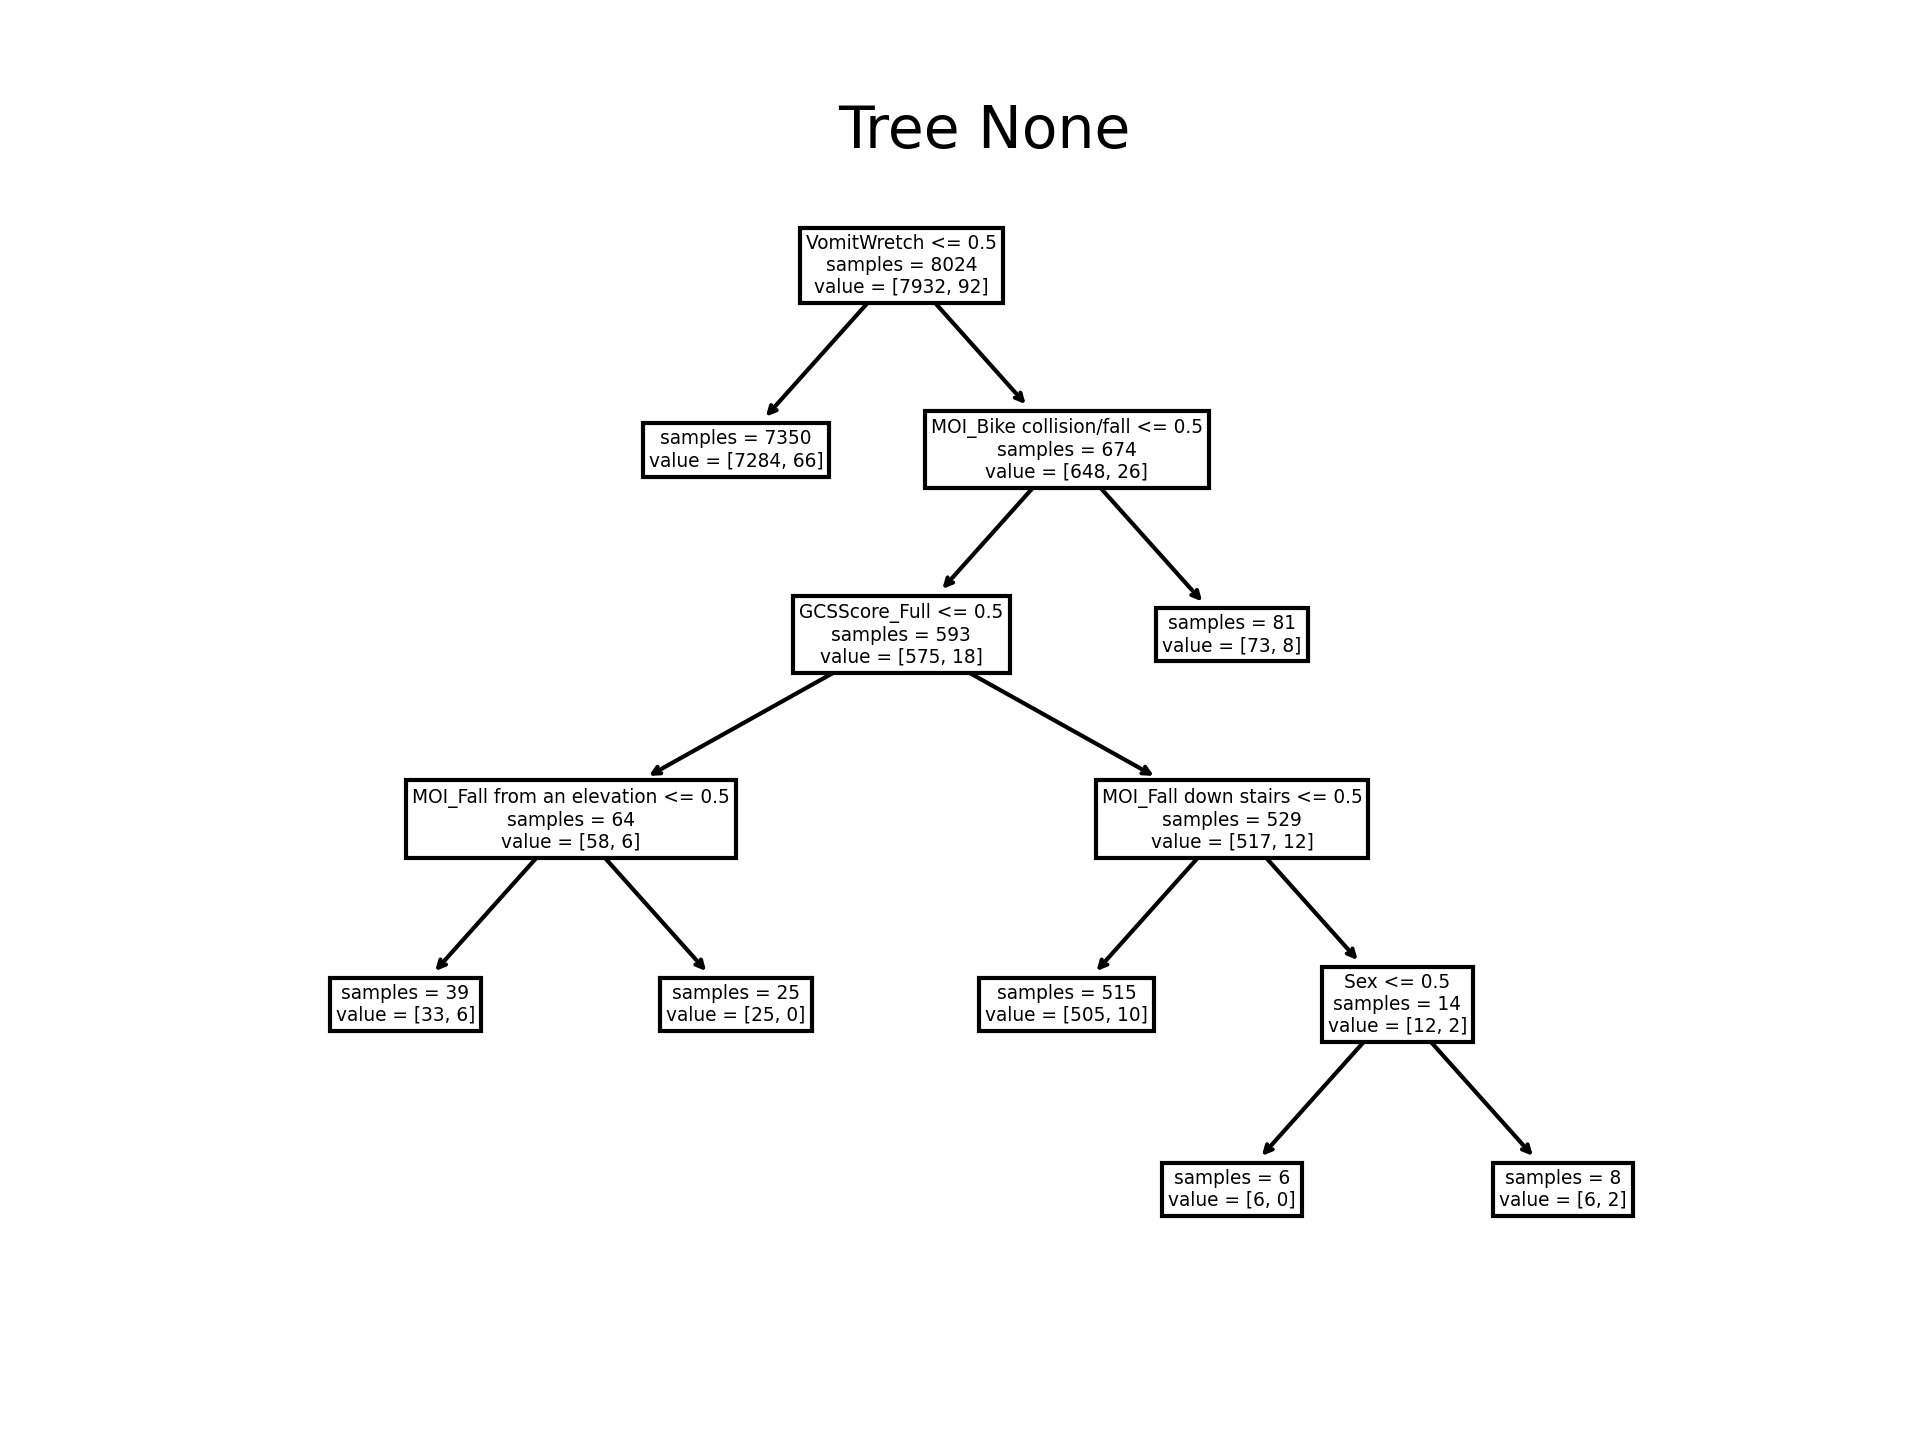 Tree None
VomitWretch <= 0.5
samples = 8024
value = [7932, 92]
samples = 7350
value = [7284, 66]
MOI_Bike collision/fall <= 0.5
samples = 674
value = [648, 26]
GCSScore_Full <= 0.5
samples = 593
value = [575, 18]
samples = 81
value = [73, 8]
MOI_Fall from an elevation <= 0.5
samples = 64
value = [58, 6]
MOI_Fall down stairs <= 0.5
samples = 529
value = [517, 12]
samples = 39
value = [33, 6]
samples = 25
value = [25, 0]
samples = 515
value = [505, 10]
Sex <= 0.5
samples = 14
value = [12, 2]
samples = 6
value = [6, 0]
samples = 8
value = [6, 2]